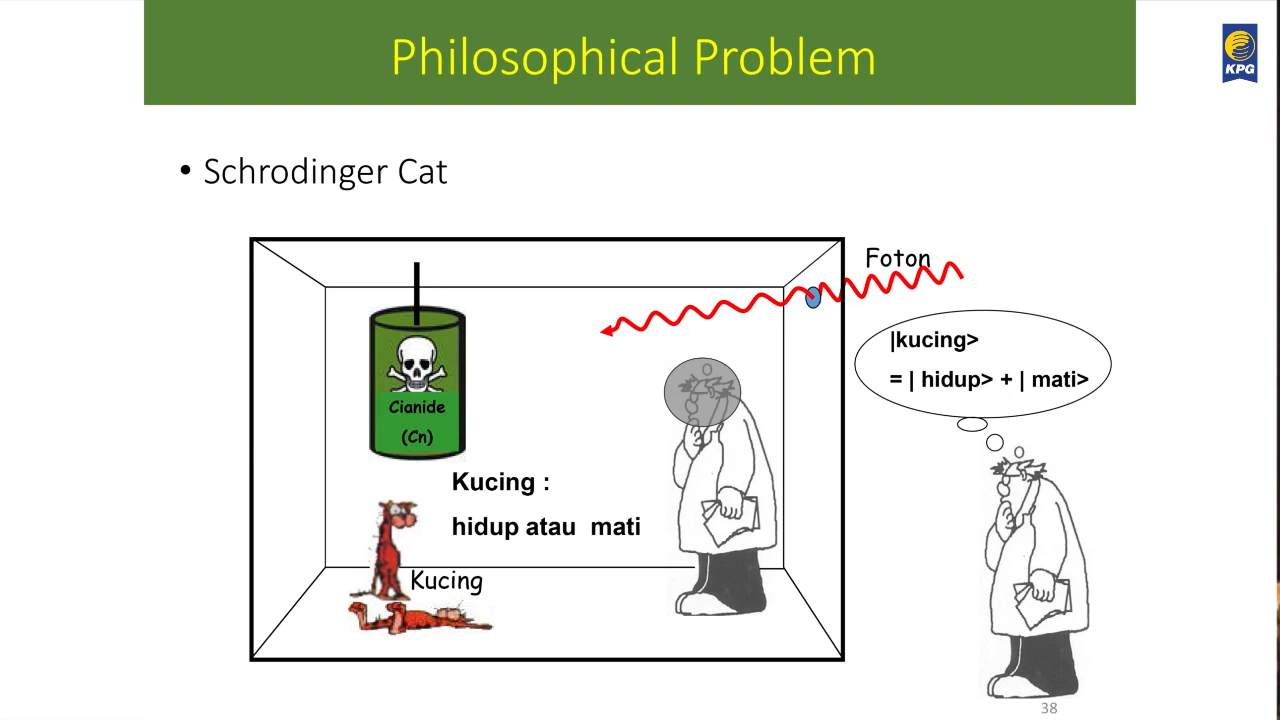 Philosophical Problem
KPG
• Schrodinger Cat
Foton
|kucing>
= | hidup> + | mati>
Cianide
(Cn)
Kucing :
hidup atau mati
Kucing
38